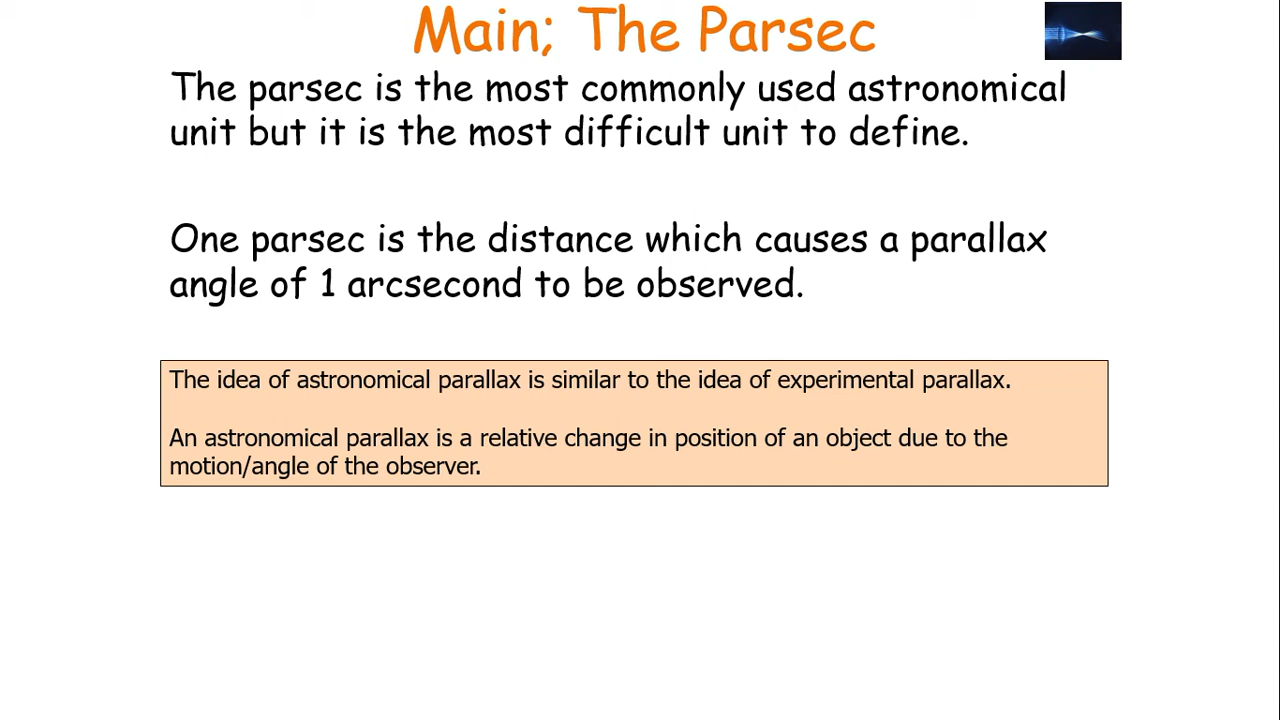 Main; The Parsec
The parsec is the most commonly used astronomical
unit but it is the most difficult unit to define.
One parsec is the distance which causes a parallax
angle of 1 arcsecond to be observed.
The idea of astronomical parallax is similar to the idea of experimental parallax.
An astronomical parallax is a relative change in position of an object due to the
motion/angle of the observer.